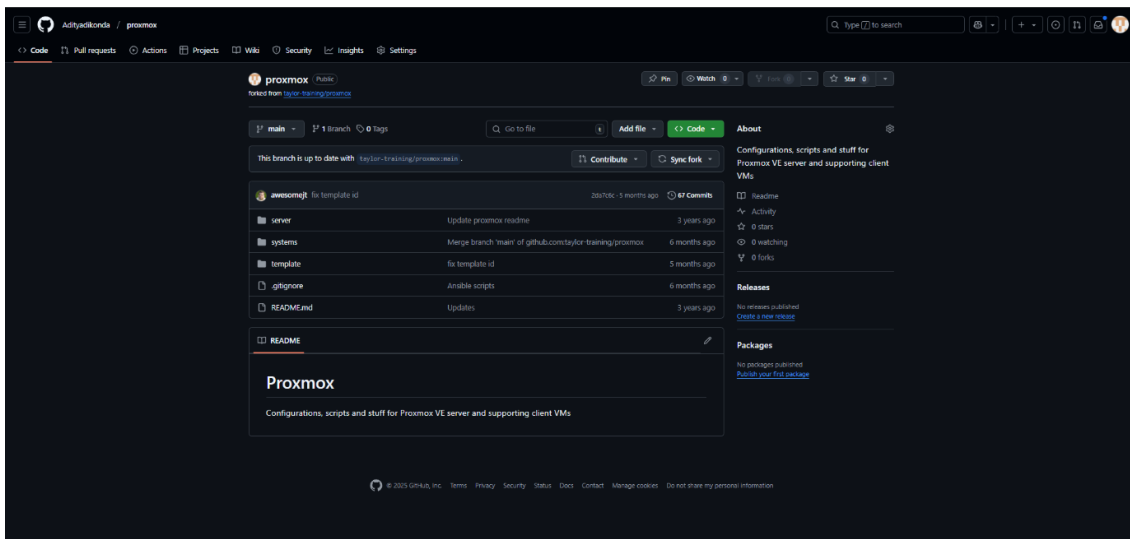 Adityadikonda / proxmox
Type / to search
Code Pull requests Actions Projects Wiki Security Insights Settings
proxmox Public
Pin Watch 0 Fork 0 Star 0
forked from taylor-training/proxmox
main 1 Branch 0 Tags
Go to file t Add file Code
About
Configurations, scripts and stuff for
Proxmox VE server and supporting client
VMs
This branch is up to date with taylor-training/proxmox:main .
Contribute Sync fork
awesomejt fix template id
5 months ago 67 Commits
server Update proxmox readme 3 years ago
systems Merge branch 'main' of github.com:taylor-training/proxmox 6 months ago
template fix template id 5 months ago
.gitignore Ansible scripts 6 months ago
README.md Updates 3 years ago
Readme
Activity
0 stars
0 watching
0 forks
Releases
No releases published
Create a new release
Packages
No packages published
Publish your first package
README
Proxmox
Configurations, scripts and stuff for Proxmox VE server and supporting client VMs
© 2025 GitHub, Inc. Terms Privacy Security Status Docs Contact Manage cookies Do not share my personal information